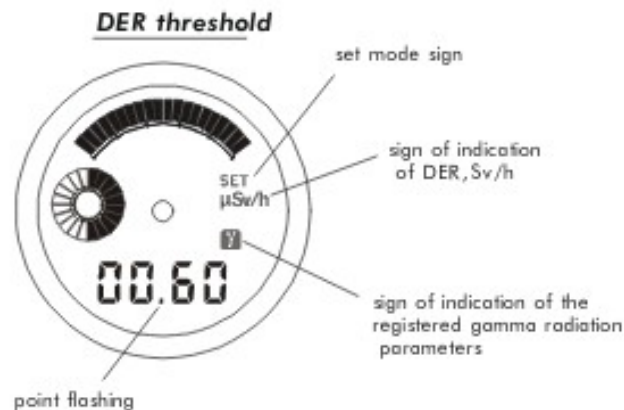 DER threshold
set mode sign
sign of indication
of DER, Sv/h
SET
µSv/h
γ
00.60
sign of indication of the
registered gamma radiation
parameters
point flashing